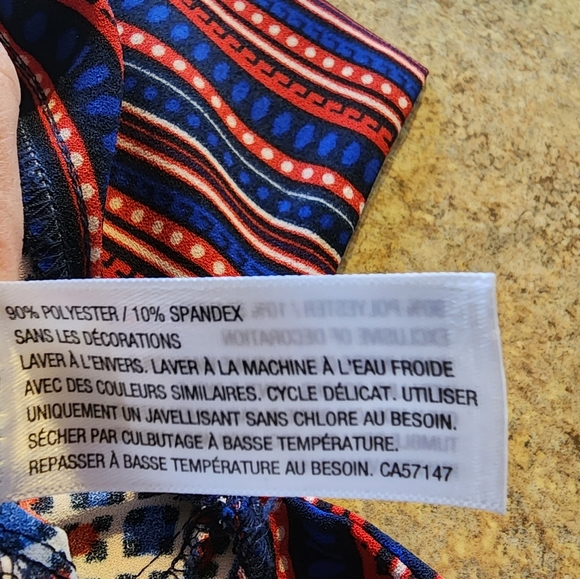 90% POLYESTER / 10% SPANDEX
SANS LES DÉCORATIONS
LAVER À L'ENVERS. LAVER À LA MACHINE À L'EAU FROIDE
AVEC DES COULEURS SIMILAIRES. CYCLE DÉLICAT. UTILISER
UNIQUEMENT UN JAVELLISANT SANS CHLORE AU BESOIN.
SÉCHER PAR CULBUTAGE À BASSE TEMPÉRATURE.
REPASSER À BASSE TEMPÉRATURE AU BESOIN. CA57147